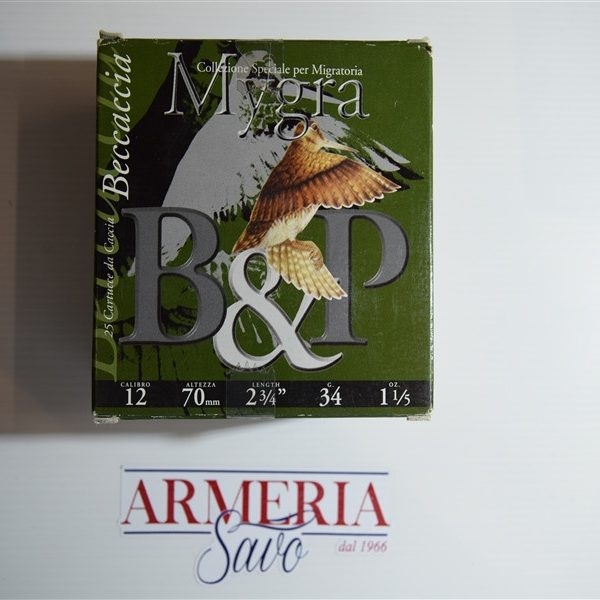 Collezione Speciale per Migratoria
Mygra
Beccaccia
25 Cartucce da Caccia
B&P
CALIBRO 12
ALTEZZA 70mm
LENGTH 2 3/4"
G. 34
OZ. 1 1/5
ARMERIA
Savo
dal 1966